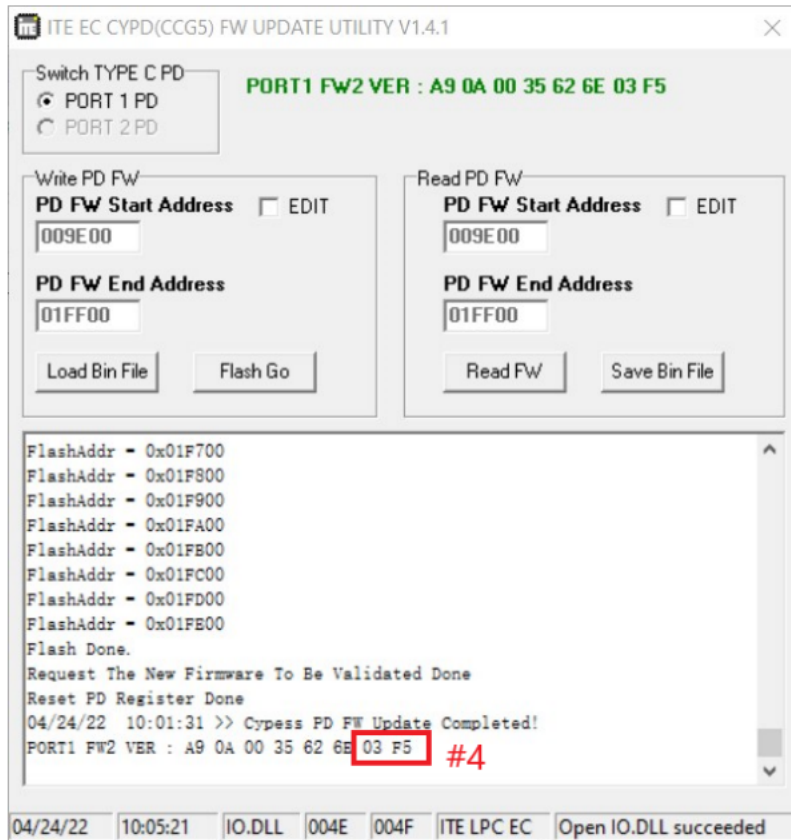 ITE EC CYPD(CCG5) FW UPDATE UTILITY V1.4.1
Switch TYPE C PD
PORT 1 PD
PORT 2 PD
PORT1 FW2 VER : A9 0A 00 35 62 6E 03 F5
Write PD FW
PD FW Start Address EDIT
009E00
PD FW End Address
01FF00
Load Bin File Flash Go
Read PD FW
PD FW Start Address EDIT
009E00
PD FW End Address
01FF00
Read FW Save Bin File
FlashAddr = 0x01F700
FlashAddr = 0x01F800
FlashAddr = 0x01F900
FlashAddr = 0x01FA00
FlashAddr = 0x01FB00
FlashAddr = 0x01FC00
FlashAddr = 0x01FD00
FlashAddr = 0x01FE00
Flash Done.
Request The New Firmware To Be Validated Done
Reset PD Register Done
04/24/22 10:01:31 >> Cypess PD FW Update Completed!
PORT1 FW2 VER : A9 0A 00 35 62 6E 03 F5 #4
04/24/22 10:05:21 IO.DLL 004E 004F ITE LPC EC Open IO.DLL succeeded